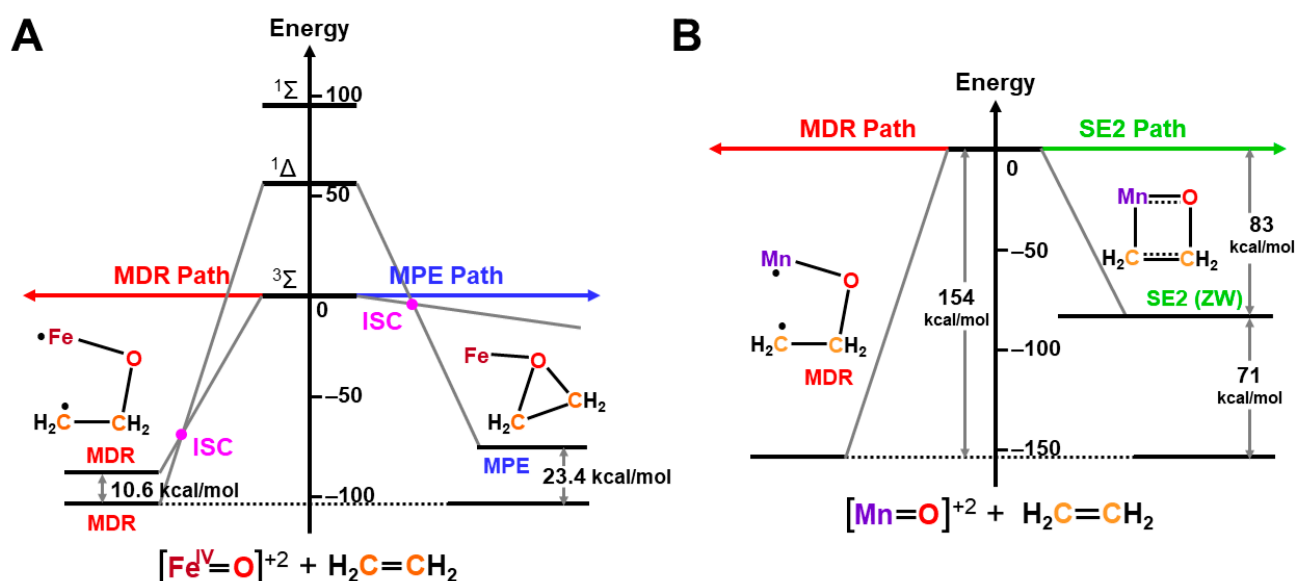 A
Energy
¹Σ
100
¹Δ
50
MDR Path
³Σ
MPE Path
0
ISC
•Fe
O
H₂C
CH₂
ISC
–50
Fe
O
H₂C
CH₂
MDR
MPE
10.6 kcal/mol
23.4 kcal/mol
–100
MDR
[Feᴵⱽ=O]⁺² + H₂C=CH₂
B
Energy
MDR Path
SE2 Path
0
Mn
O
H₂C
CH₂
83
kcal/mol
–50
Mn
O
H₂C
CH₂
MDR
154
kcal/mol
SE2 (ZW)
–100
71
kcal/mol
–150
[Mn=O]⁺² + H₂C=CH₂